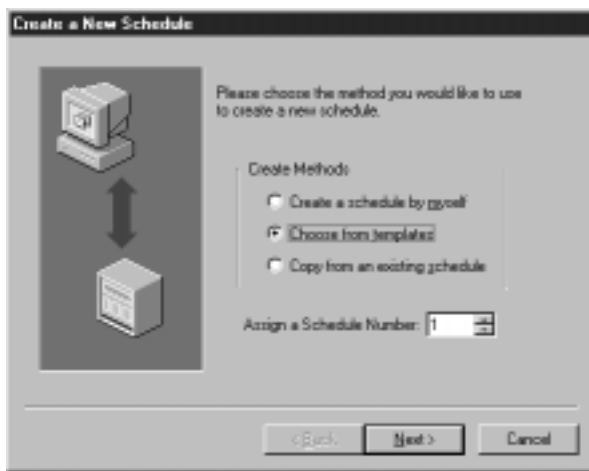 Create a New Schedule
Please choose the method you would like to use
to create a new schedule.
Create Methods
Create a schedule by myself
Choose from templates
Copy from an existing schedule
Assign a Schedule Number: 1
< Back
Next >
Cancel